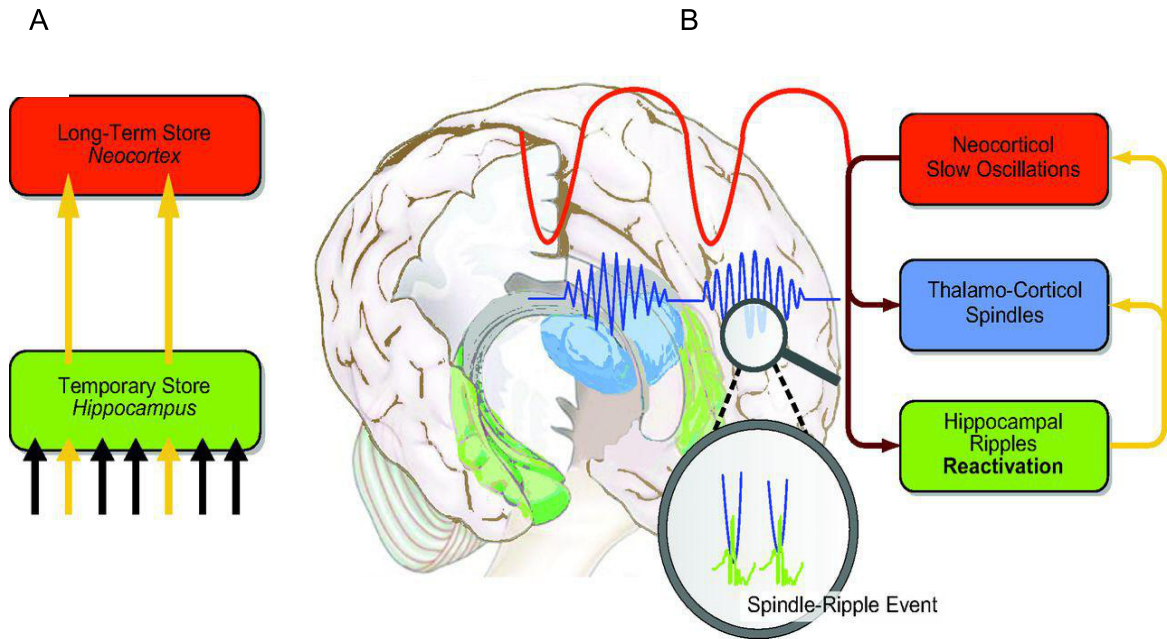 A
B
Long-Term Store
Neocortex
Temporary Store
Hippocampus
Neocorticol
Slow Oscillations
Thalamo-Corticol
Spindles
Hippocampal
Ripples
Reactivation
Spindle-Ripple Event